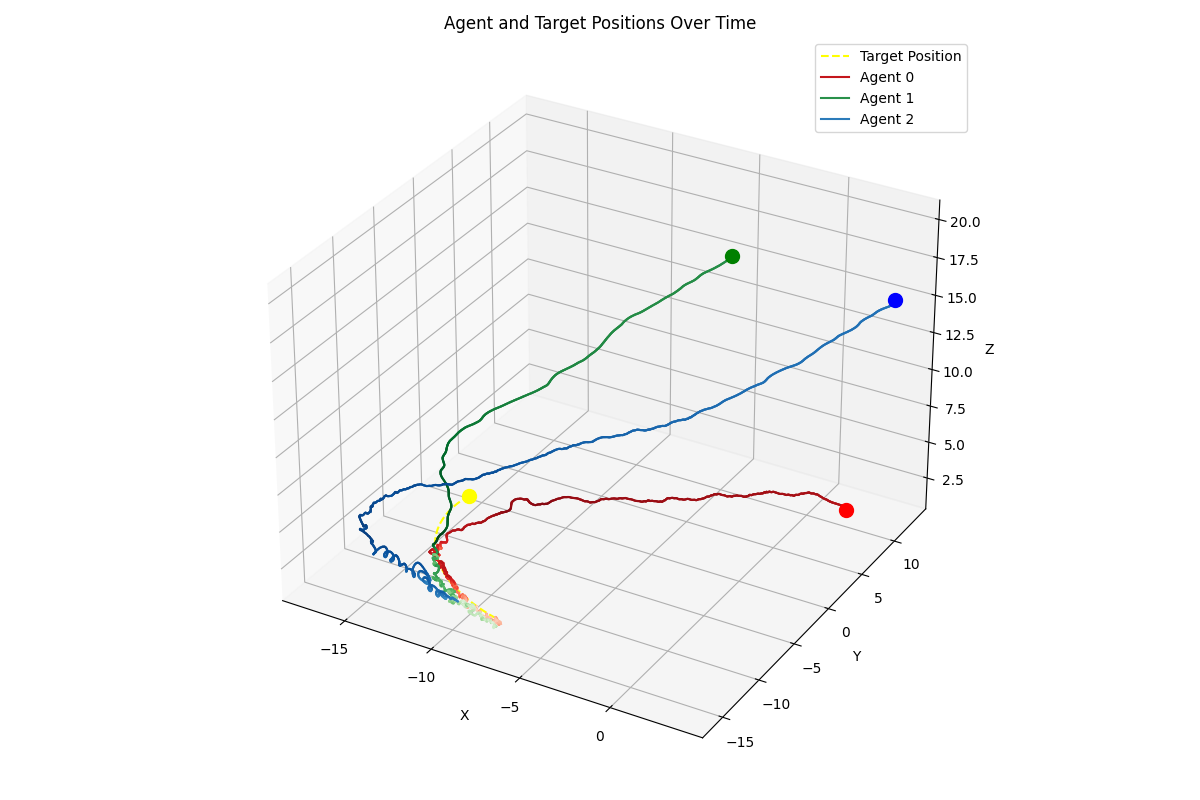 Agent and Target Positions Over Time
Target Position
Agent 0
Agent 1
Agent 2
20.0
17.5
15.0
12.5
10.0
7.5
5.0
2.5
Z
10
5
0
−5
−10
−15
Y
−15
−10
−5
0
X